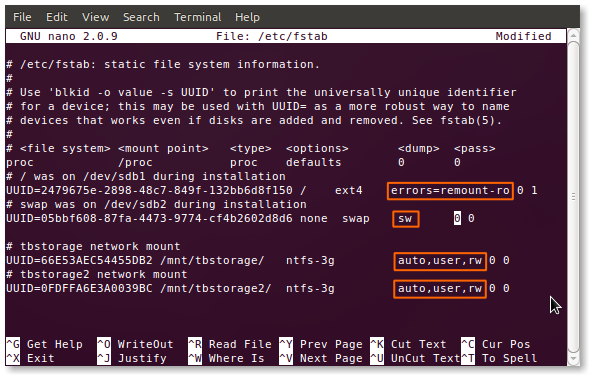 File Edit View Search Terminal Help
GNU nano 2.0.9 File: /etc/fstab Modified
# /etc/fstab: static file system information.
#
# Use 'blkid -o value -s UUID' to print the universally unique identifier
# for a device; this may be used with UUID= as a more robust way to name
# devices that works even if disks are added and removed. See fstab(5).
#
# <file system> <mount point> <type> <options> <dump> <pass>
proc /proc proc defaults 0 0
# / was on /dev/sdb1 during installation
UUID=2479675e-2898-48c7-849f-132bb6d8f150 / ext4 errors=remount-ro 0 1
# swap was on /dev/sdb2 during installation
UUID=05bbf608-87fa-4473-9774-cf4b2602d8d6 none swap sw 0 0
# tbstorage network mount
UUID=66E53AEC54455DB2 /mnt/tbstorage/ ntfs-3g auto,user,rw 0 0
# tbstorage2 network mount
UUID=0FDFFA6E3A0039BC /mnt/tbstorage2/ ntfs-3g auto,user,rw 0 0
^G Get Help ^O WriteOut ^R Read File ^Y Prev Page ^K Cut Text ^C Cur Pos
^X Exit ^J Justify ^W Where Is ^V Next Page ^U UnCut Text ^T To Spell